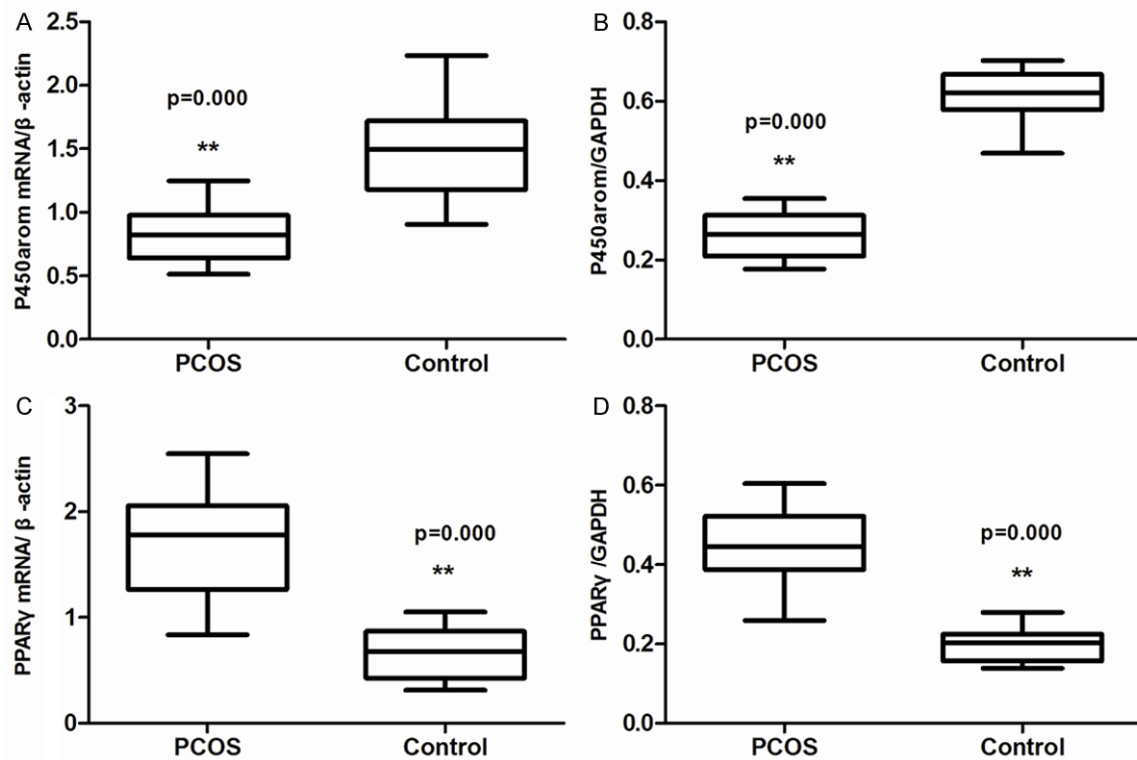 A
P450arom mRNA/β -actin
2.5
2.0
1.5
1.0
0.5
0.0
p=0.000
**
PCOS
Control
B
P450arom/GAPDH
0.8
0.6
0.4
0.2
0.0
p=0.000
**
PCOS
Control
C
PPARγ mRNA/ β -actin
3
2
1
0
p=0.000
**
PCOS
Control
D
PPARγ /GAPDH
0.8
0.6
0.4
0.2
0.0
p=0.000
**
PCOS
Control